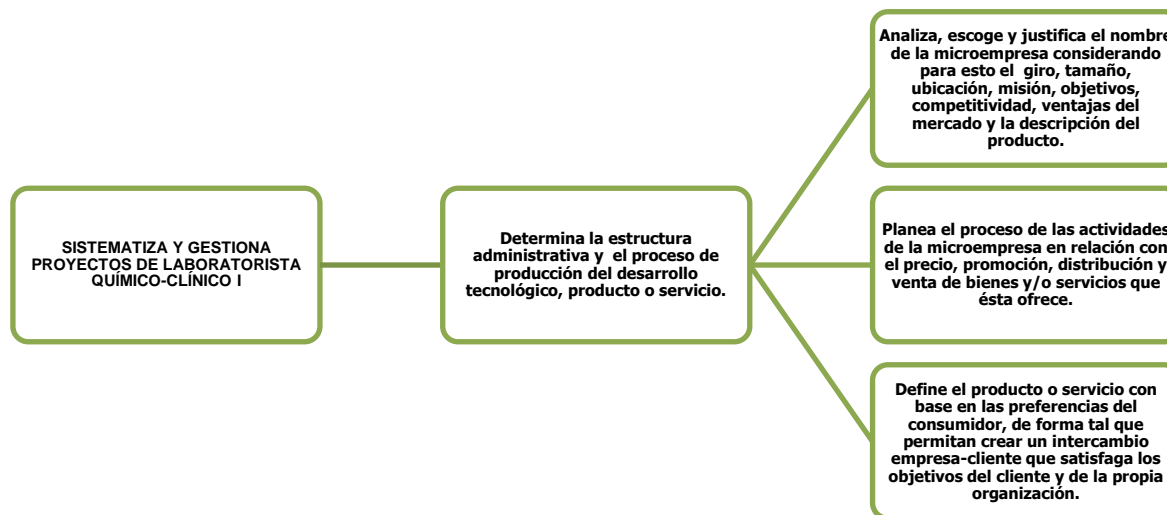 SISTEMATIZA Y GESTIONA
PROYECTOS DE LABORATORISTA
QUÍMICO-CLÍNICO I
Determina la estructura
administrativa y el proceso de
producción del desarrollo
tecnológico, producto o servicio.
Analiza, escoge y justifica el nombre
de la microempresa considerando
para esto el giro, tamaño,
ubicación, misión, objetivos,
competitividad, ventajas del
mercado y la descripción del
producto.
Planea el proceso de las actividades
de la microempresa en relación con
el precio, promoción, distribución y
venta de bienes y/o servicios que
ésta ofrece.
Define el producto o servicio con
base en las preferencias del
consumidor, de forma tal que
permitan crear un intercambio
empresa-cliente que satisfaga los
objetivos del cliente y de la propia
organización.